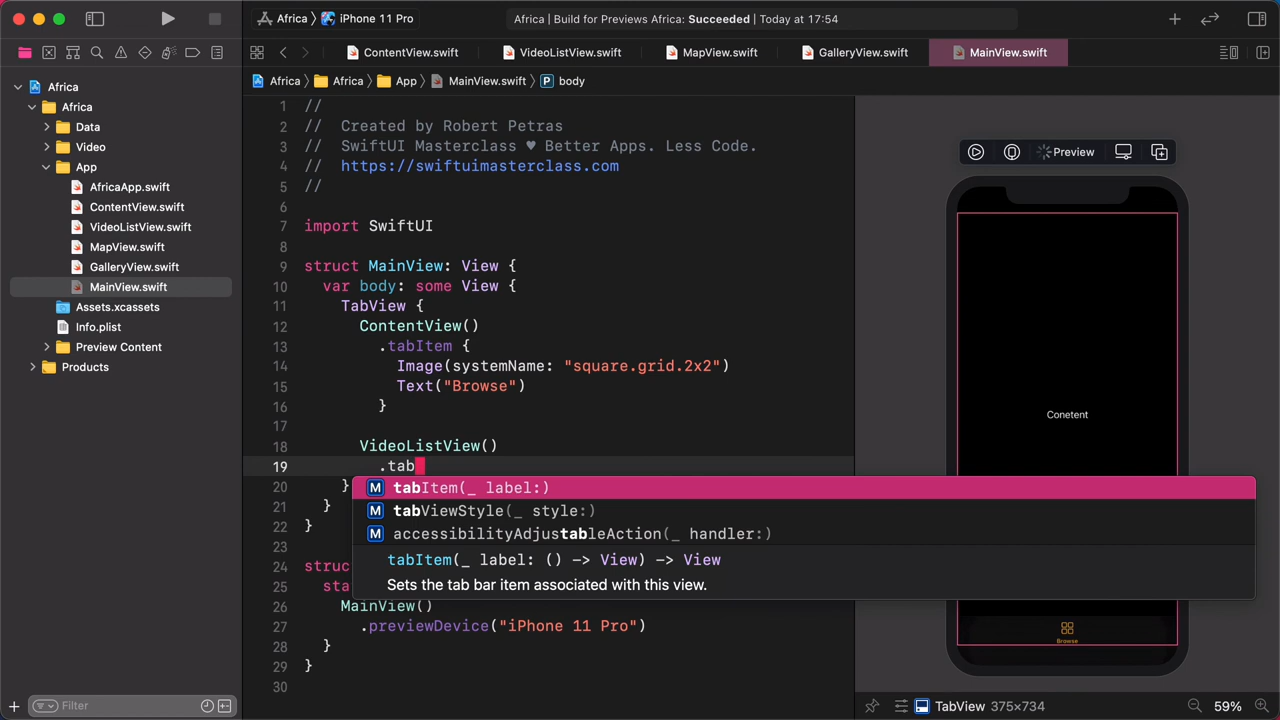 Africa
iPhone 11 Pro
Africa | Build for Previews Africa: Succeeded | Today at 17:54
ContentView.swift
VideoListView.swift
MapView.swift
GalleryView.swift
MainView.swift
Africa
Africa
App
MainView.swift
P body
Africa
Africa
Data
Video
App
AfricaApp.swift
ContentView.swift
VideoListView.swift
MapView.swift
GalleryView.swift
MainView.swift
Assets.xcassets
Info.plist
Preview Content
Products
Filter
1 //
2 // Created by Robert Petras
3 // SwiftUI Masterclass ♥ Better Apps. Less Code.
4 // https://swiftuimasterclass.com
5 //
6
7 import SwiftUI
8
9 struct MainView: View {
10 var body: some View {
11 TabView {
12 ContentView()
13 .tabItem {
14 Image(systemName: "square.grid.2x2")
15 Text("Browse")
16 }
17
18 VideoListView()
19 .tab
20 }
21 }
22 }
23
24 struc
25 sta
26 MainView()
27 .previewDevice("iPhone 11 Pro")
28 }
29 }
30
M tabItem(_ label:)
M tabViewStyle(_ style:)
M accessibilityAdjustableAction(_ handler:)
tabItem(_ label: () -> View) -> View
Sets the tab bar item associated with this view.
Preview
Conetent
Browse
TabView 375×734
59%